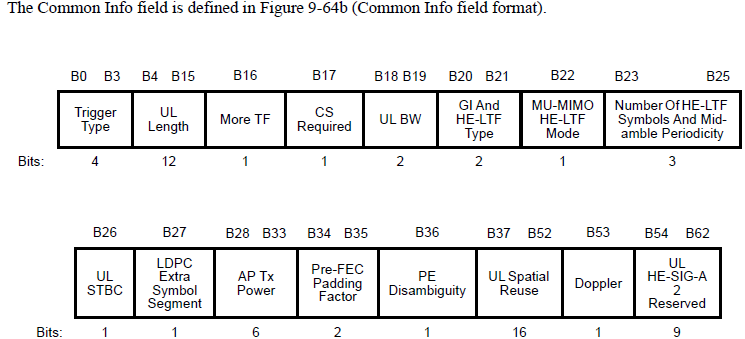 The Common Info field is defined in Figure 9-64b (Common Info field format).
B0 B3 B4 B15 B16 B17 B18 B19 B20 B21 B22 B23 B25
Trigger Type
UL Length
More TF
CS Required
UL BW
GI And HE-LTF Type
MU-MIMO HE-LTF Mode
Number Of HE-LTF Symbols And Mid-amble Periodicity
Bits: 4 12 1 1 2 2 1 3
B26 B27 B28 B33 B34 B35 B36 B37 B52 B53 B54 B62
UL STBC
LDPC Extra Symbol Segment
AP Tx Power
Pre-FEC Padding Factor
PE Disambiguity
UL Spatial Reuse
Doppler
UL HE-SIG-A 2 Reserved
Bits: 1 1 6 2 1 16 1 9